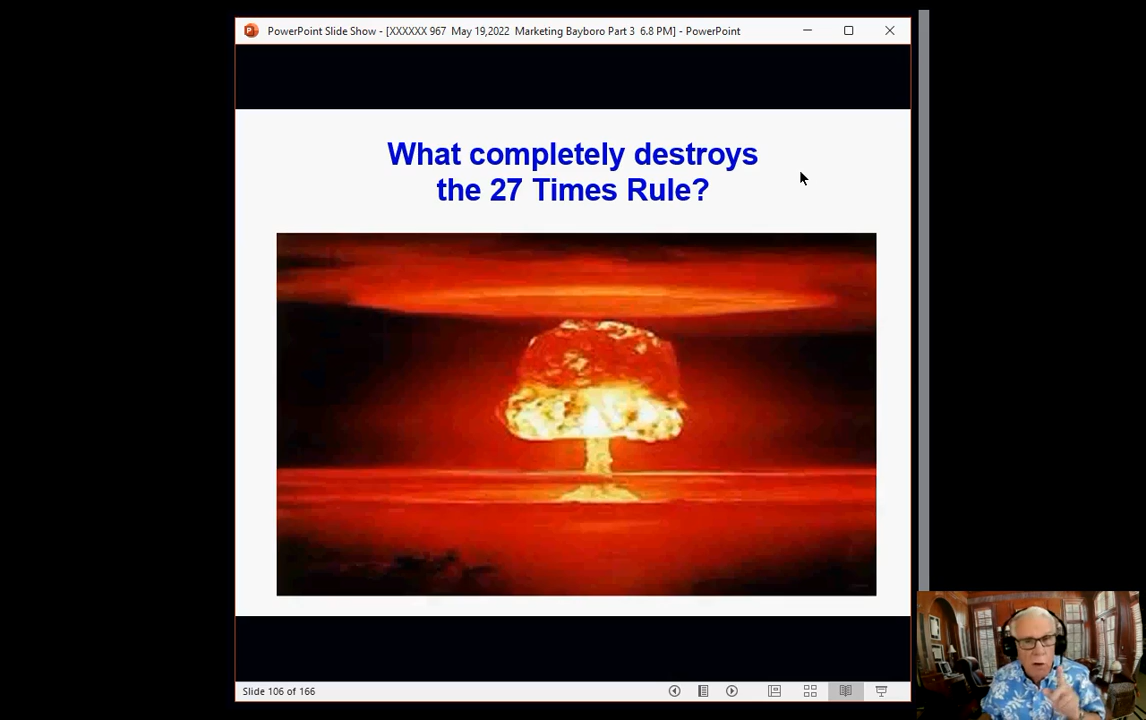 PowerPoint Slide Show - [XXXXXX 967 May 19,2022 Marketing Bayboro Part 3 6.8 PM] - PowerPoint
What completely destroys
the 27 Times Rule?
Slide 106 of 166